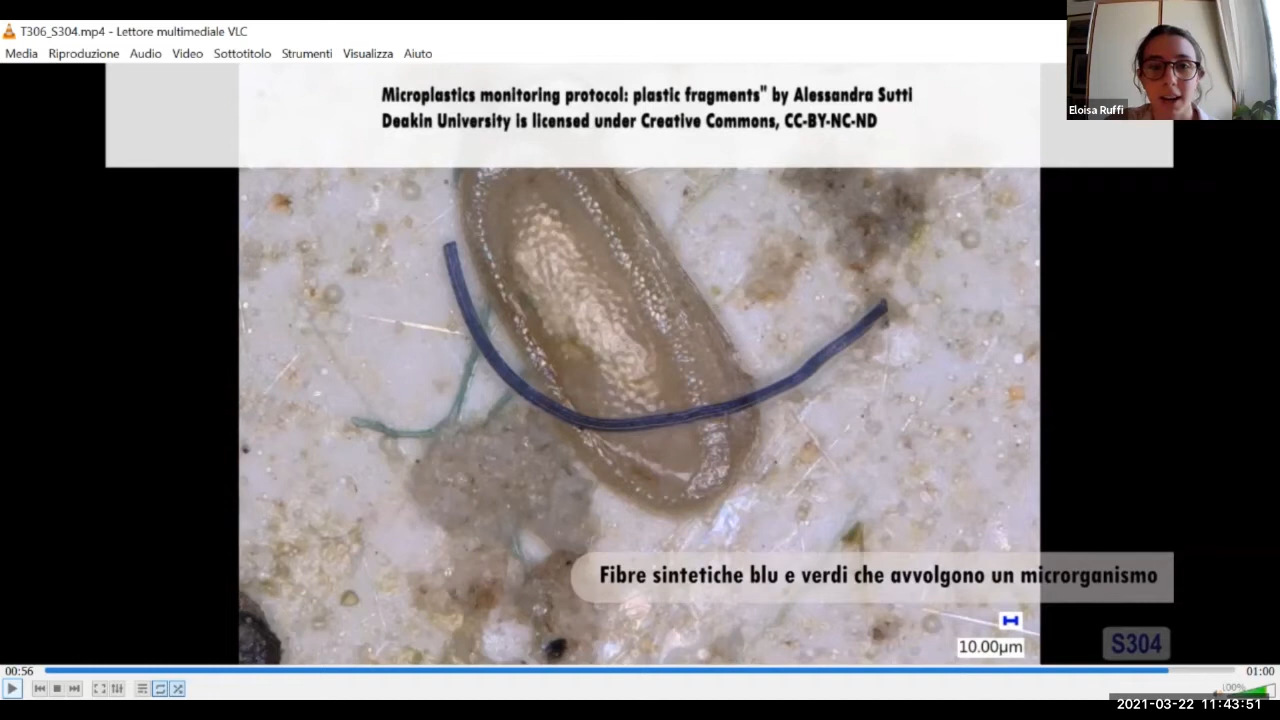 T306_S304.mp4 - Lettore multimediale VLC
Media Riproduzione Audio Video Sottotitolo Strumenti Visualizza Aiuto
Eloisa Ruffi
Microplastics monitoring protocol: plastic fragments" by Alessandra Sutti
Deakin University is licensed under Creative Commons, CC-BY-NC-ND
Fibre sintetiche blu e verdi che avvolgono un microrganismo
10.00µm
S304
00:56
01:00
100%
2021-03-22 11:43:51